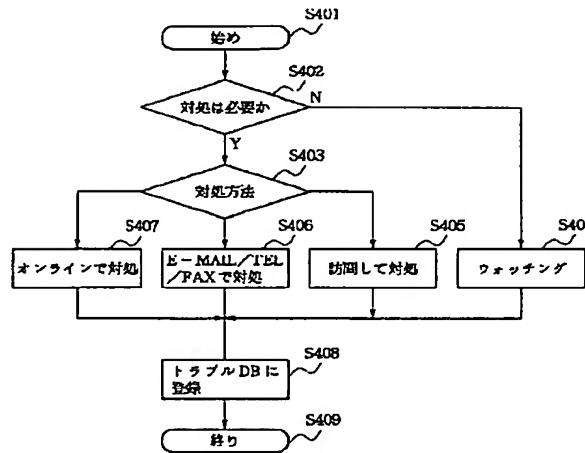 S401
始め
S402
対処は必要か
N
Y
S403
対処方法
S407
オンラインで対処
S406
E-MAIL/TEL
/FAXで対処
S405
訪問して対処
S40
ウォッチング
S408
トラブルDBに
登録
S409
終り